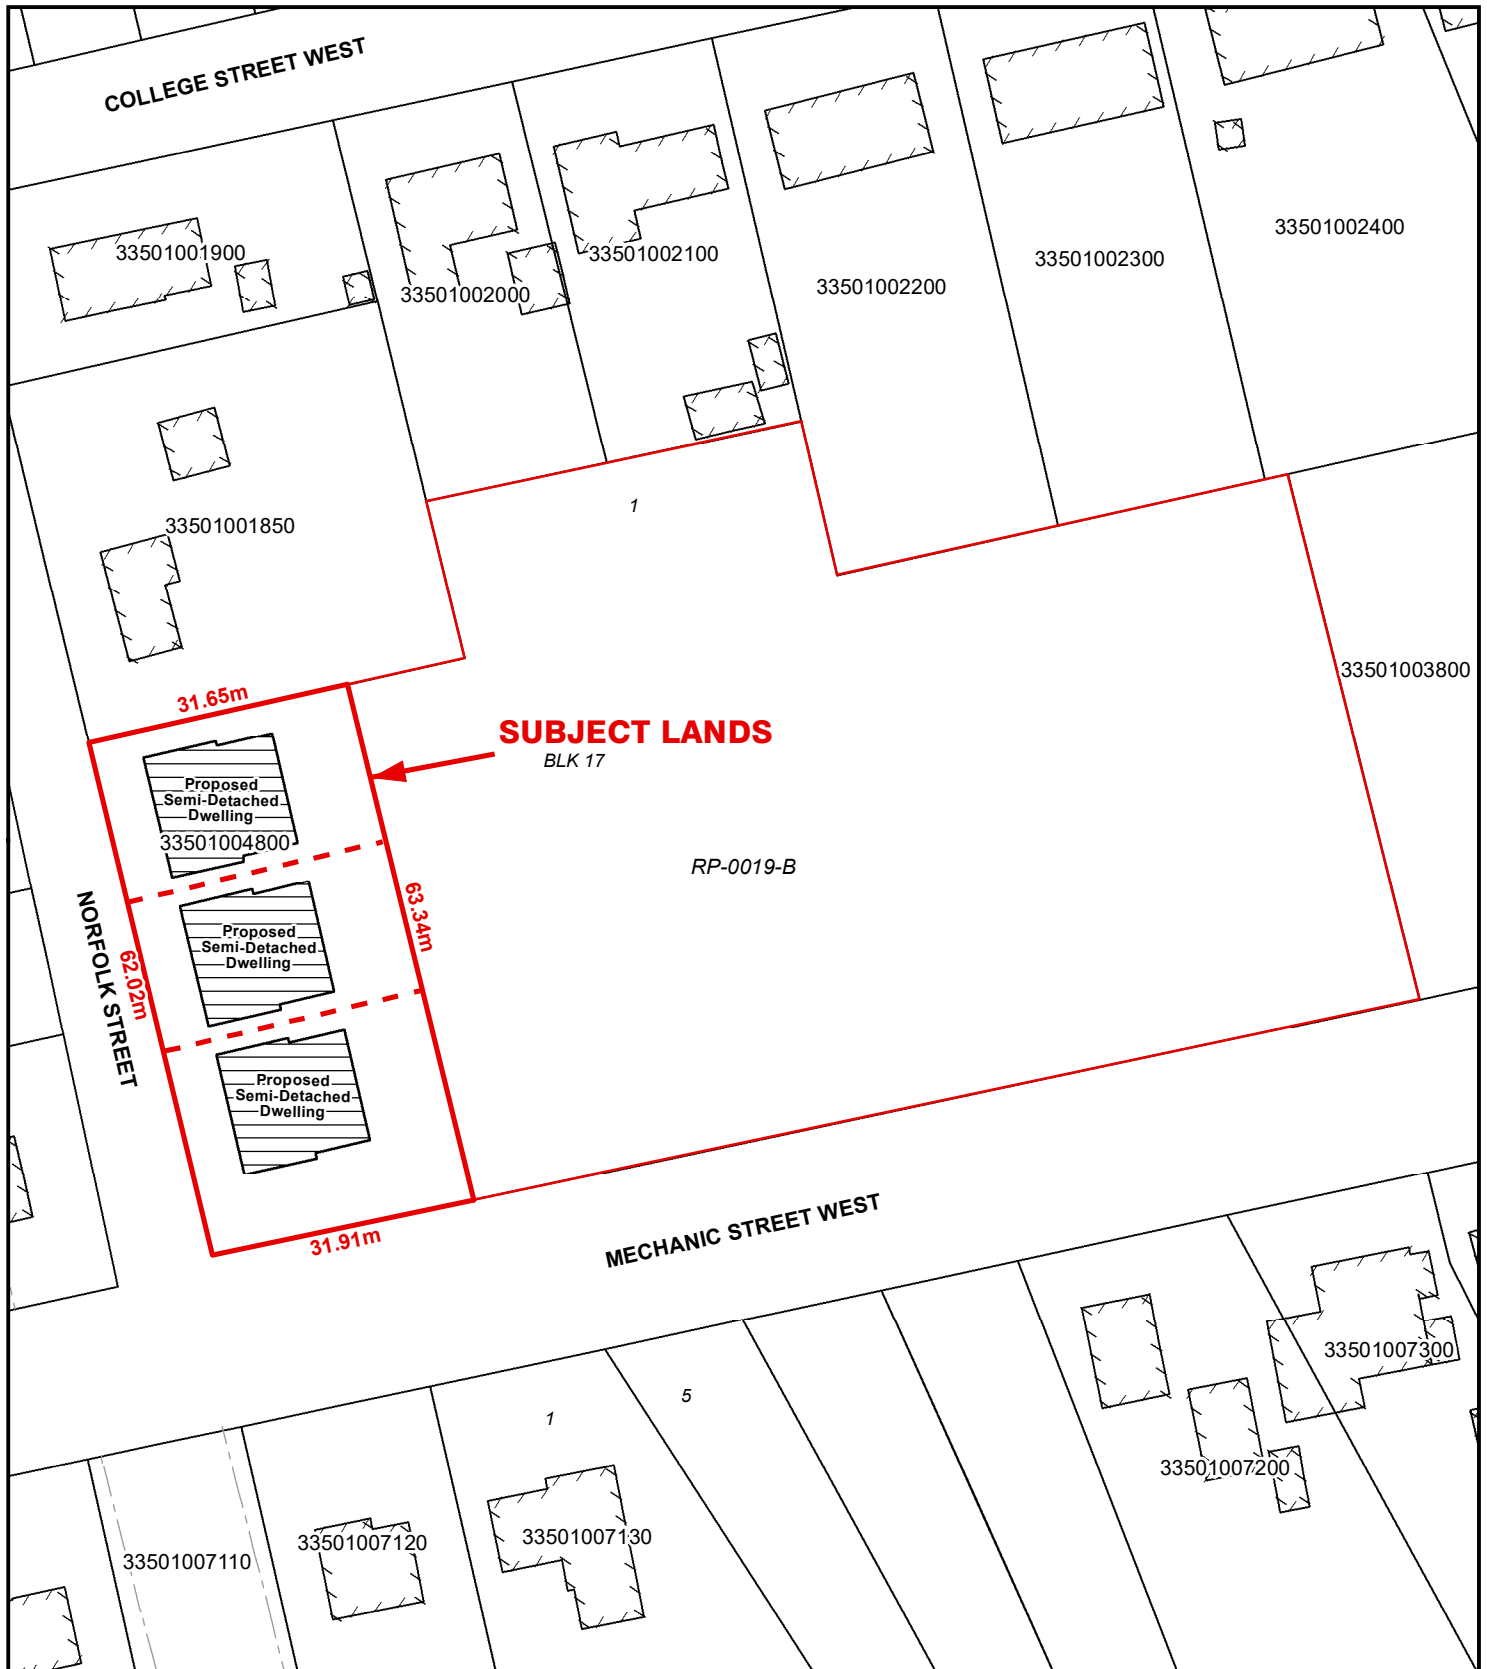 COLLEGE STREET WEST
33501001900
33501002000
33501002100
33501002200
33501002300
33501002400
1
33501001850
33501003800
31.65m
SUBJECT LANDS
BLK 17
Proposed
Semi-Detached
Dwelling
33501004800
RP-0019-B
63.34m
NORFOLK STREET
62.02m
Proposed
Semi-Detached
Dwelling
Proposed
Semi-Detached
Dwelling
31.91m
MECHANIC STREET WEST
33501007300
5
1
33501007200
33501007130
33501007120
33501007110